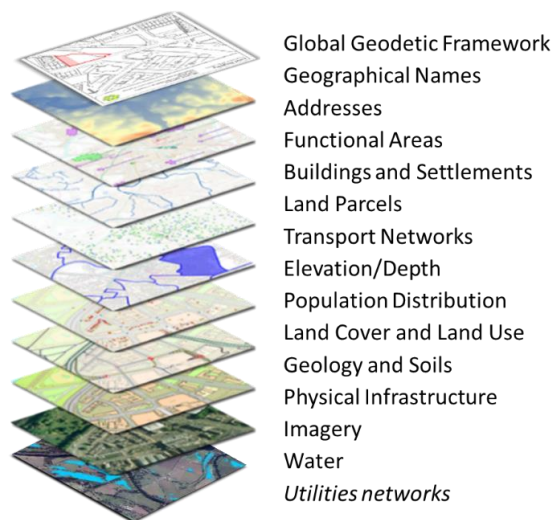 Global Geodetic Framework
Geographical Names
Addresses
Functional Areas
Buildings and Settlements
Land Parcels
Transport Networks
Elevation/Depth
Population Distribution
Land Cover and Land Use
Geology and Soils
Physical Infrastructure
Imagery
Water
Utilities networks